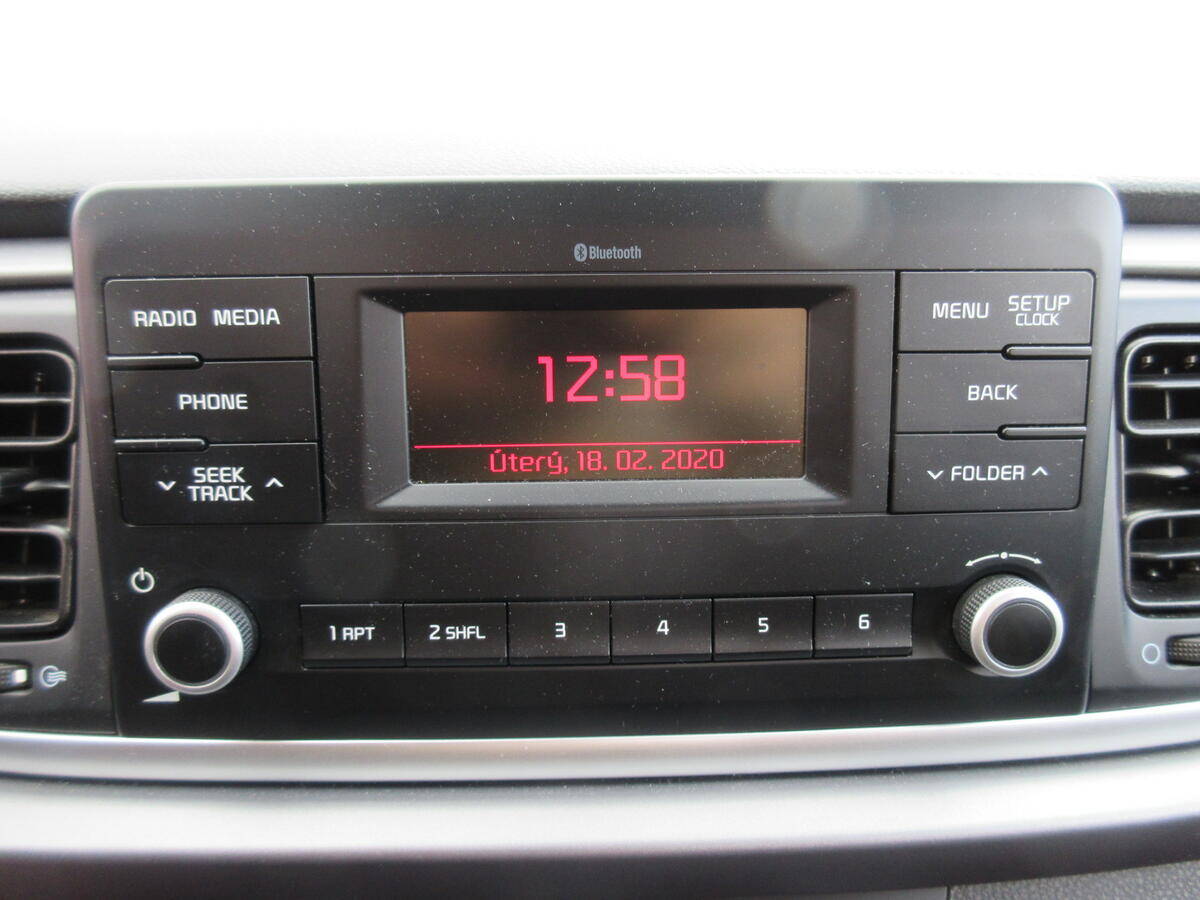 Bluetooth
RADIO MEDIA
PHONE
SEEK
TRACK
12:58
Úterý, 18. 02. 2020
MENU SETUP
CLOCK
BACK
FOLDER
1 RPT
2 SHFL
3
4
5
6